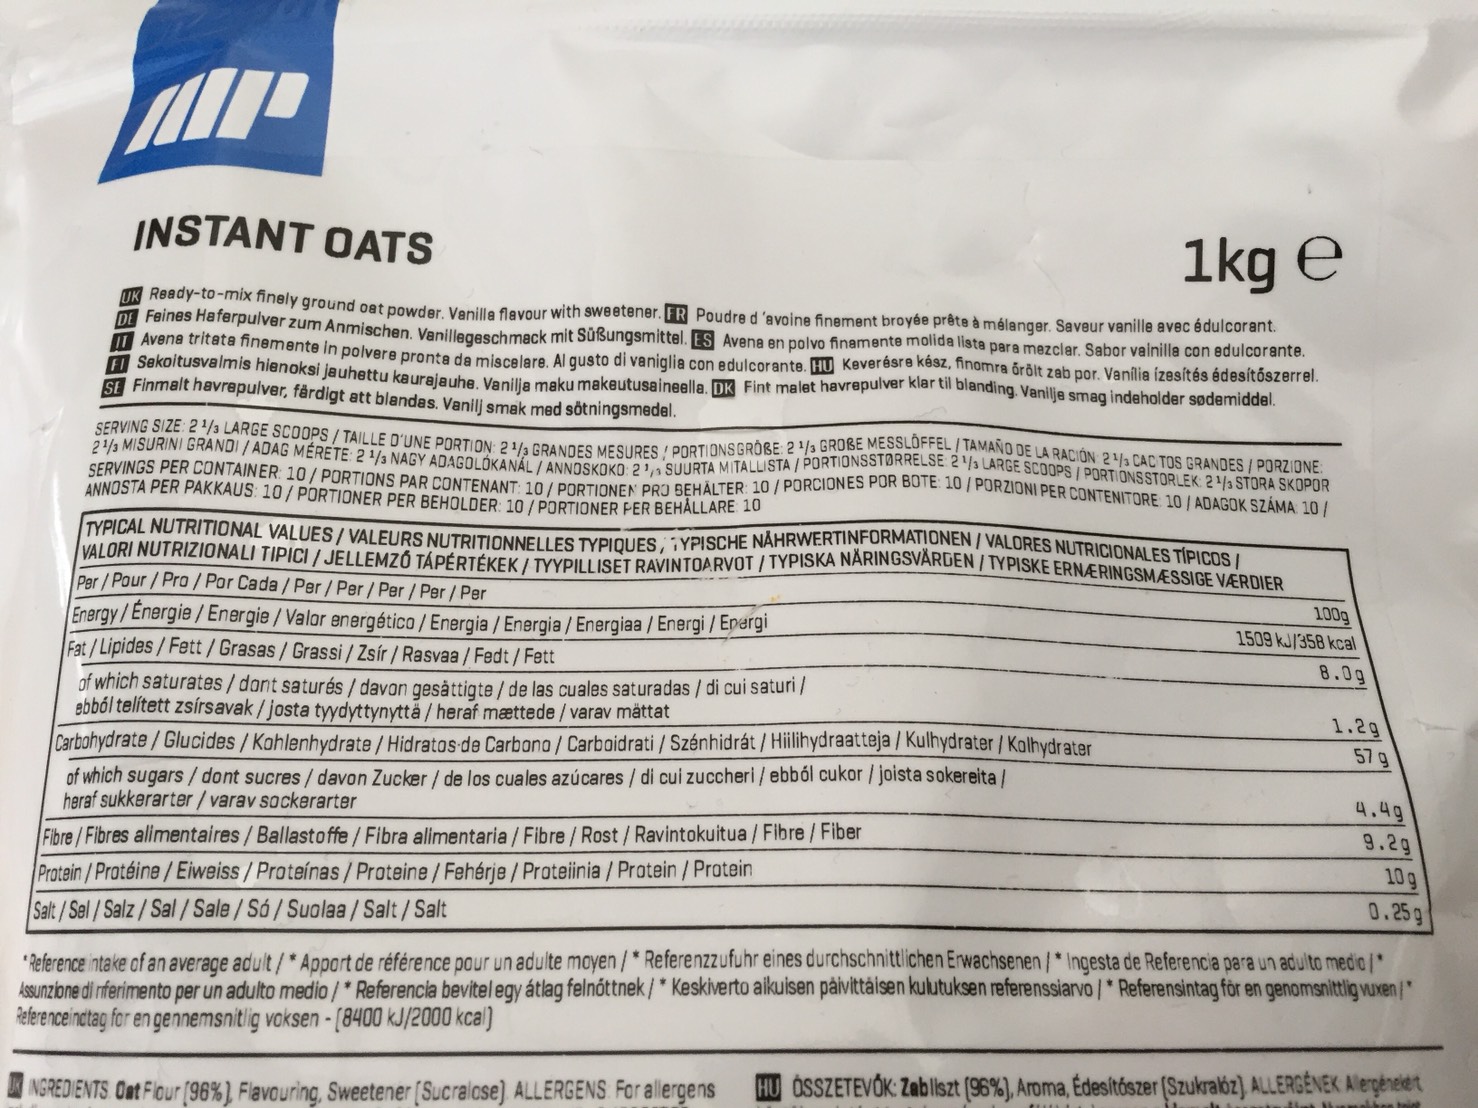 INSTANT OATS
1kg ℮
UK Ready-to-mix finely ground oat powder. Vanilla flavour with sweetener. FR Poudre d'avoine finement broyée prête à mélanger. Saveur vanille avec édulcorant.
DE Feines Haferpulver zum Anmischen. Vanillegeschmack mit Süßungsmittel. ES Avena en polvo finamente molida lista para mezclar. Sabor vainilla con edulcorante.
IT Avena tritata finemente in polvere pronta da miscelare. Al gusto di vaniglia con edulcorante. HU Keverésre kész, finomra őrölt zab por. Vanília ízesítés édesítőszerrel.
FI Sekoitusvalmis hienoksi jauhettu kaurajauhe. Vanilja maku makeutusaineella. DK Fint malet havrepulver klar til blanding. Vanilje smag indeholder sødemiddel.
SE Finmalt havrepulver, färdigt att blandas. Vanilj smak med sötningsmedel.
SERVING SIZE: 2 1/3 LARGE SCOOPS / TAILLE D'UNE PORTION: 2 1/3 GRANDES MESURES / PORTIONSGRÖßE: 2 1/3 GROßE MESSLÖFFEL / TAMAÑO DE LA RACIÓN: 2 1/3 CACITOS GRANDES / PORZIONE:
2 1/3 MISURINI GRANDI / ADAG MÉRETE: 2 1/3 NAGY ADAGOLÓKANÁL / ANNOSKOKO: 2 1/3 SUURTA MITALLISTA / PORTIONSSTØRRELSE: 2 1/3 LARGE SCOOPS / PORTIONSSTORLEK: 2 1/3 STORA SKOPOR
SERVINGS PER CONTAINER: 10 / PORTIONS PAR CONTENANT: 10 / PORTIONEN PRO BEHÄLTER: 10 / PORCIONES POR BOTE: 10 / PORZIONI PER CONTENITORE: 10 / ADAGOK SZÁMA: 10 /
ANNOSTA PER PAKKAUS: 10 / PORTIONER PER BEHOLDER: 10 / PORTIONER PER BEHÅLLARE: 10
TYPICAL NUTRITIONAL VALUES / VALEURS NUTRITIONNELLES TYPIQUES / TYPISCHE NÄHRWERTINFORMATIONEN / VALORES NUTRICIONALES TÍPICOS /
VALORI NUTRIZIONALI TIPICI / JELLEMZŐ TÁPÉRTÉKEK / TYYPILLISET RAVINTOARVOT / TYPISKA NÄRINGSVÄRDEN / TYPISKE ERNÆRINGSMÆSSIGE VÆRDIER
Per / Pour / Pro / Por Cada / Per / Per / Per / Per / Per 100g
Energy / Énergie / Energie / Valor energético / Energia / Energia / Energiaa / Energi / Energi 1509 kJ/358 kcal
Fat / Lipides / Fett / Grasas / Grassi / Zsír / Rasvaa / Fedt / Fett 8.0g
of which saturates / dont saturés / davon gesättigte / de las cuales saturadas / di cui saturi /
ebből telített zsírsavak / josta tyydyttynyttä / heraf mættede / varav mättat 1.2g
Carbohydrate / Glucides / Kohlenhydrate / Hidratos de Carbono / Carboidrati / Szénhidrát / Hiilihydraatteja / Kulhydrater / Kolhydrater 57g
of which sugars / dont sucres / davon Zucker / de los cuales azúcares / di cui zuccheri / ebből cukor / joista sokereita /
heraf sukkerarter / varav sockerarter 4.4g
Fibre / Fibres alimentaires / Ballastoffe / Fibra alimentaria / Fibre / Rost / Ravintokuitua / Fibre / Fiber 9.2g
Protein / Protéine / Eiweiss / Proteínas / Proteine / Fehérje / Proteiinia / Protein / Protein 10g
Salt / Sel / Salz / Sal / Sale / Só / Suolaa / Salt / Salt 0.25g
*Reference intake of an average adult / * Apport de référence pour un adulte moyen / * Referenzzufuhr eines durchschnittlichen Erwachsenen / * Ingesta de Referencia para un adulto medio / *
Assunzione di riferimento per un adulto medio / * Referencia bevitel egy átlag felnőttnek / * Keskiverto aikuisen päivittäisen kulutuksen referenssiarvo / * Referensintag för en genomsnittlig vuxen / *
Referenceindtag for en gennemsnitlig voksen - (8400 kJ/2000 kcal)
UK INGREDIENTS: Oat Flour (96%), Flavouring, Sweetener (Sucralose). ALLERGENS: For allergens
HU ÖSSZETEVŐK: Zabliszt (96%), Aroma, Édesítőszer (Szukralóz). ALLERGÉNEK: Allergénekért